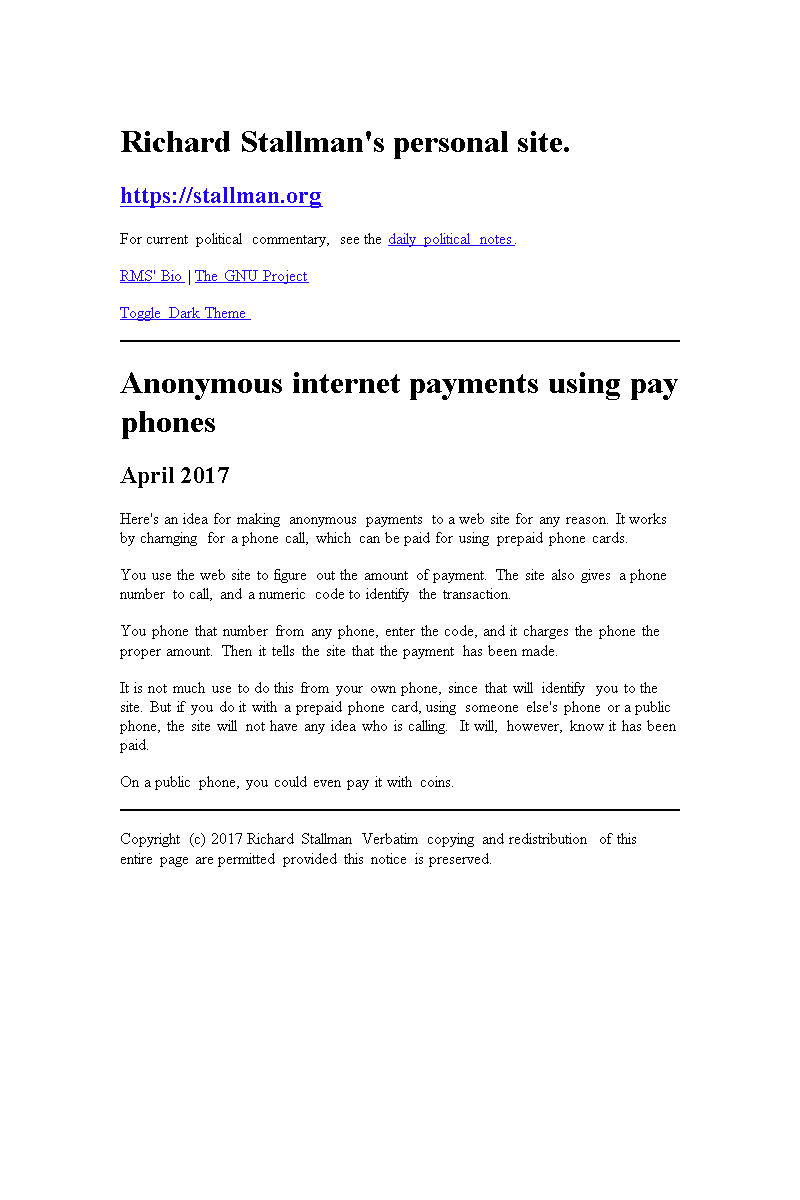 Richard Stallman's personal site.
https://stallman.org
For current political commentary, see the daily political notes.
RMS' Bio | The GNU Project
Toggle Dark Theme
Anonymous internet payments using pay
phones
April 2017
Here's an idea for making anonymous payments to a web site for any reason. It works
by charnging for a phone call, which can be paid for using prepaid phone cards.
You use the web site to figure out the amount of payment. The site also gives a phone
number to call, and a numeric code to identify the transaction.
You phone that number from any phone, enter the code, and it charges the phone the
proper amount. Then it tells the site that the payment has been made.
It is not much use to do this from your own phone, since that will identify you to the
site. But if you do it with a prepaid phone card, using someone else's phone or a public
phone, the site will not have any idea who is calling. It will, however, know it has been
paid.
On a public phone, you could even pay it with coins.
Copyright (c) 2017 Richard Stallman Verbatim copying and redistribution of this
entire page are permitted provided this notice is preserved.